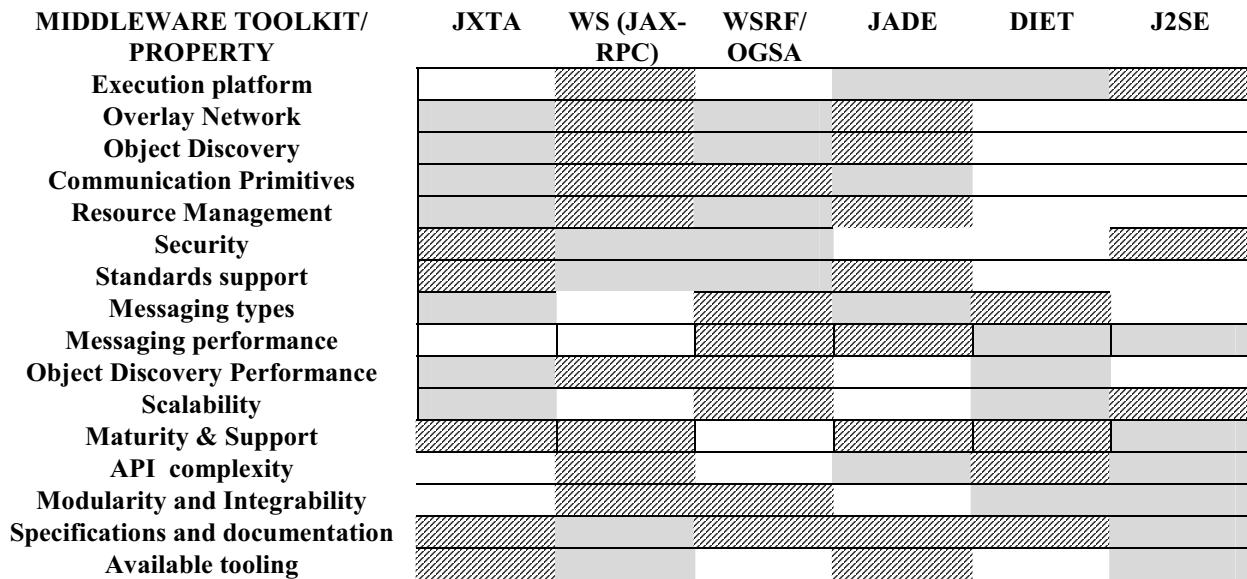 MIDDLEWARE TOOLKIT/ JXTA WS (JAX- WSRF/ JADE DIET J2SE
PROPERTY RPC) OGSA
Execution platform
Overlay Network
Object Discovery
Communication Primitives
Resource Management
Security
Standards support
Messaging types
Messaging performance
Object Discovery Performance
Scalability
Maturity & Support
API complexity
Modularity and Integrability
Specifications and documentation
Available tooling